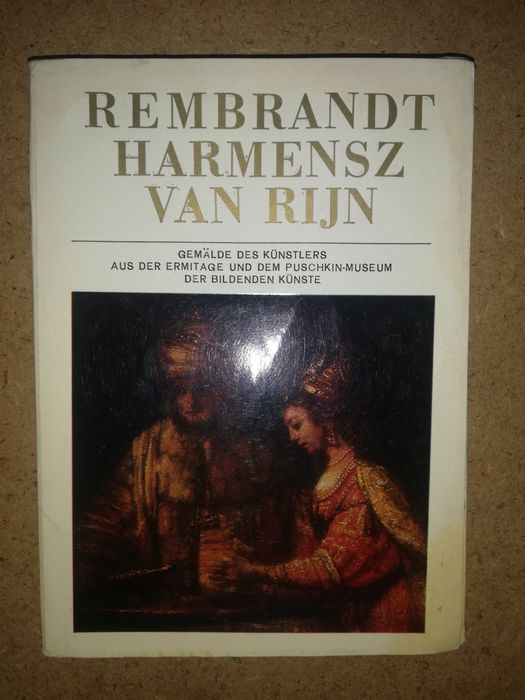 REMBRANDT
HARMENSZ
VAN RIJN
GEMÄLDE DES KÜNSTLERS
AUS DER ERMITAGE UND DEM PUSCHKIN-MUSEUM
DER BILDENDEN KÜNSTE